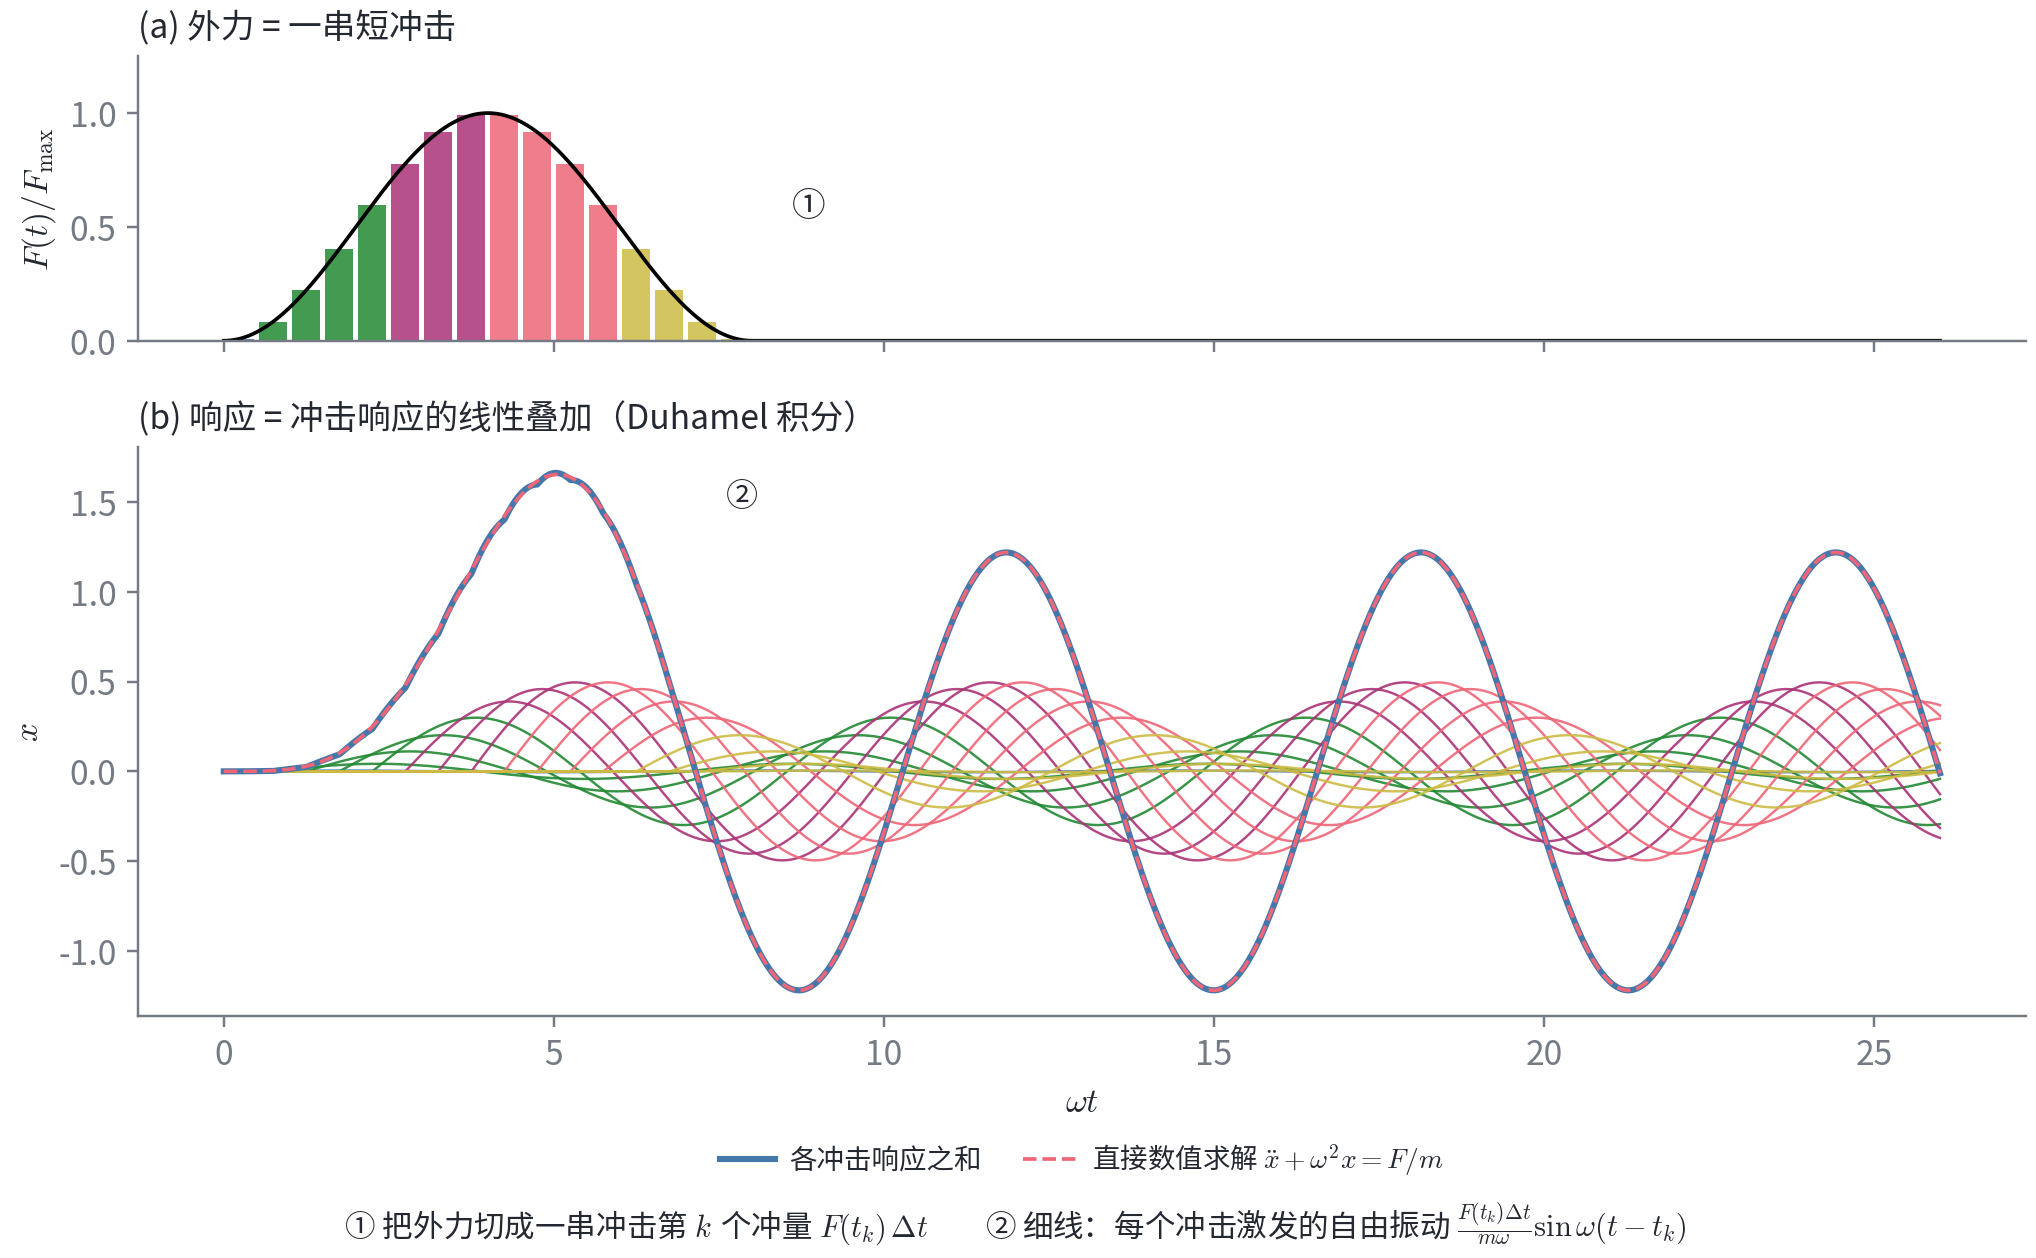 (a) 外力 = 一串短冲击
F(t)/F_max
1.0
0.5
0.0
①
(b) 响应 = 冲击响应的线性叠加（Duhamel 积分）
x
1.5
1.0
0.5
0.0
-0.5
-1.0
②
0 5 10 15 20 25
ωt
各冲击响应之和 直接数值求解 ẍ + ω²x = F/m
① 把外力切成一串冲击第 k 个冲量 F(t_k) Δt ② 细线：每个冲击激发的自由振动 \frac{F(t_k) Δt}{mω} sin ω(t − t_k)